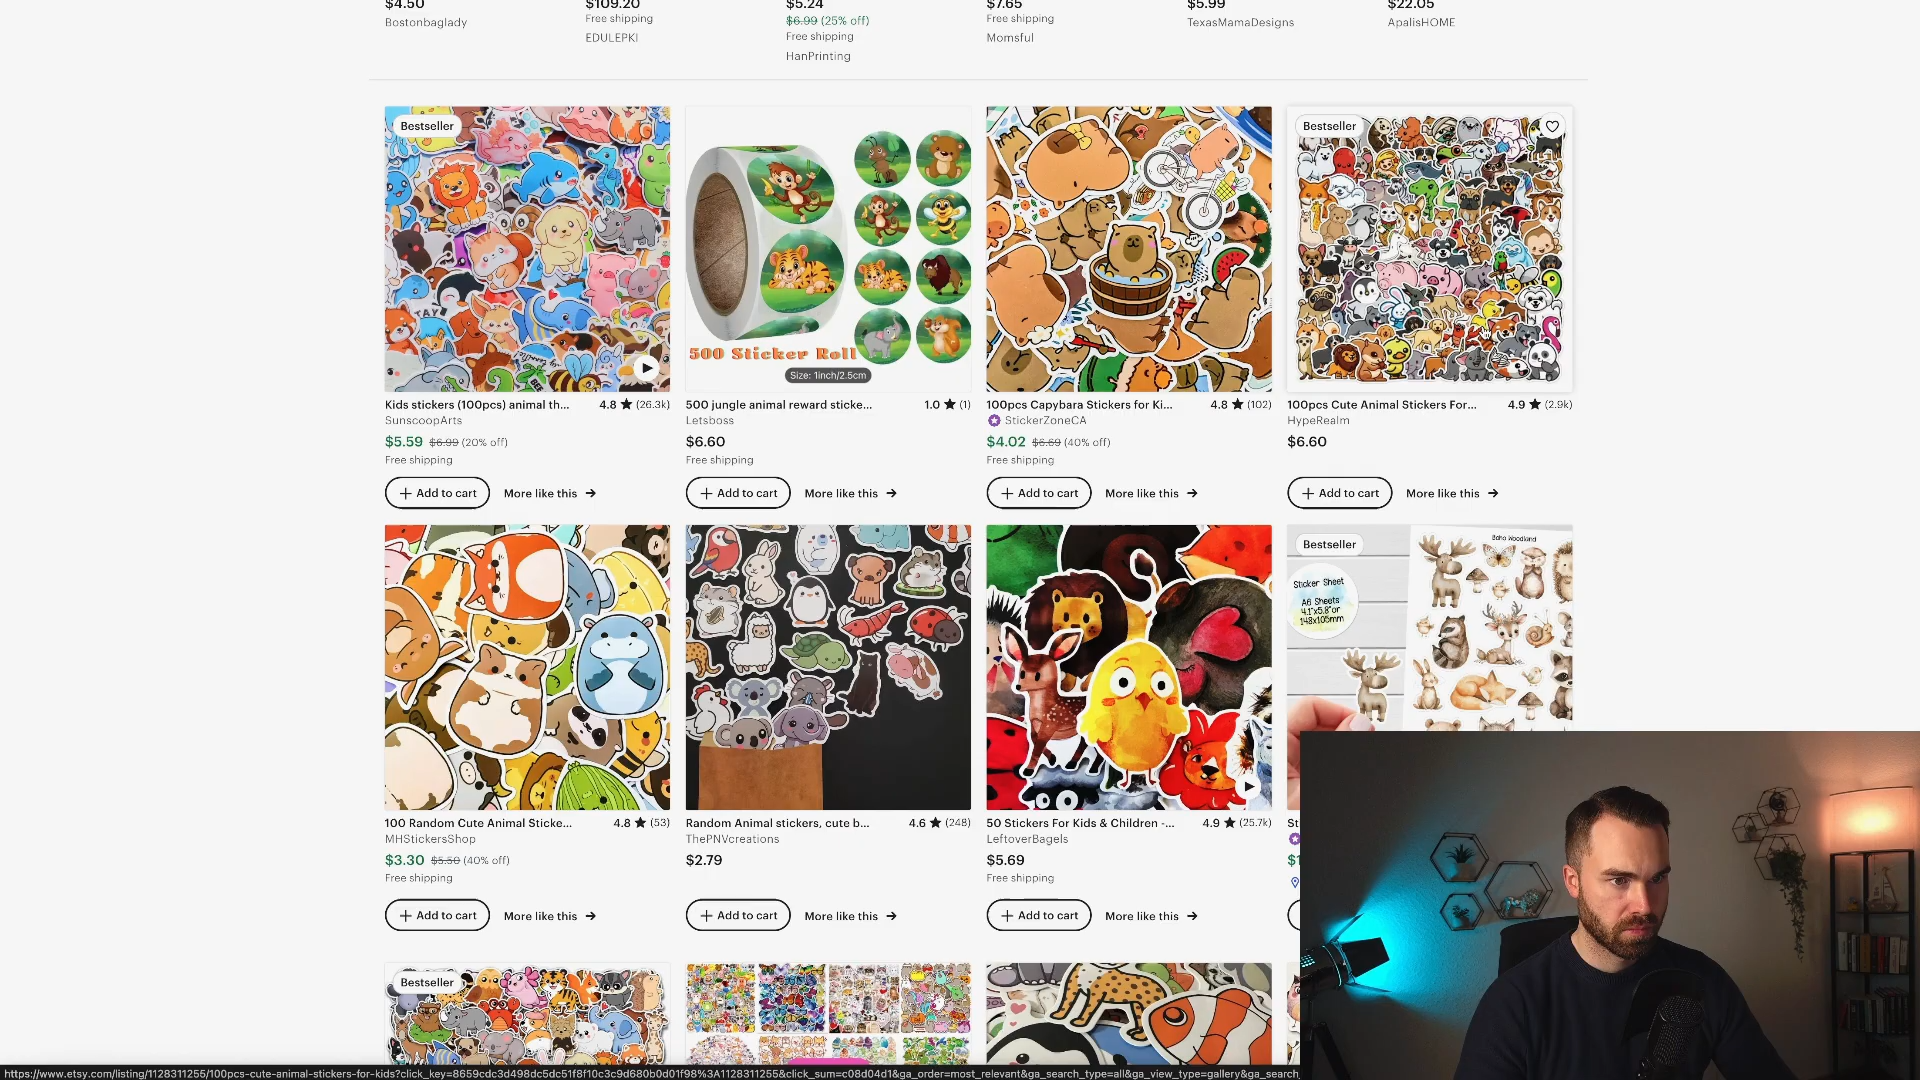 $4.50
$109.20
$5.24
$7.65
$5.99
$22.05
Bostonbaglady
Free shipping
$6.99 (25% off)
Free shipping
TexasMamaDesigns
ApalisHOME
EDULEPKI
Free shipping
Momsful
HanPrinting
Bestseller
500 Sticker Roll
Size: 1inch/2.5cm
Bestseller
Kids stickers (100pcs) animal th...
4.8 ★ (26.3k)
SunscoopArts
$5.59 $6.99 (20% off)
Free shipping
+ Add to cart
More like this →
500 jungle animal reward sticke...
1.0 ★ (1)
Letsboss
$6.60
Free shipping
+ Add to cart
More like this →
100pcs Capybara Stickers for Ki...
4.8 ★ (102)
StickerZoneCA
$4.02 $6.69 (40% off)
Free shipping
+ Add to cart
More like this →
100pcs Cute Animal Stickers For...
4.9 ★ (2.9k)
HypeRealm
$6.60
+ Add to cart
More like this →
Bestseller
Boho Woodland
Sticker Sheet
A6 Sheets
4.1"x5.8" or
148x105mm
100 Random Cute Animal Sticke...
4.8 ★ (53)
MHStickersShop
$3.30 $5.50 (40% off)
Free shipping
+ Add to cart
More like this →
Random Animal stickers, cute b...
4.6 ★ (248)
ThePNVcreations
$2.79
+ Add to cart
More like this →
50 Stickers For Kids & Children -...
4.9 ★ (25.7k)
LeftoverBagels
$5.69
Free shipping
+ Add to cart
More like this →
St
$1
Bestseller
https://www.etsy.com/listing/1128311255/100pcs-cute-animal-stickers-for-kids?click_key=8659cdc3d498dc5dc51f8f10c3c9d680b0d01f98%3A1128311255&click_sum=c08d04d1&ga_order=most_relevant&ga_search_type=all&ga_view_type=gallery&ga_search_